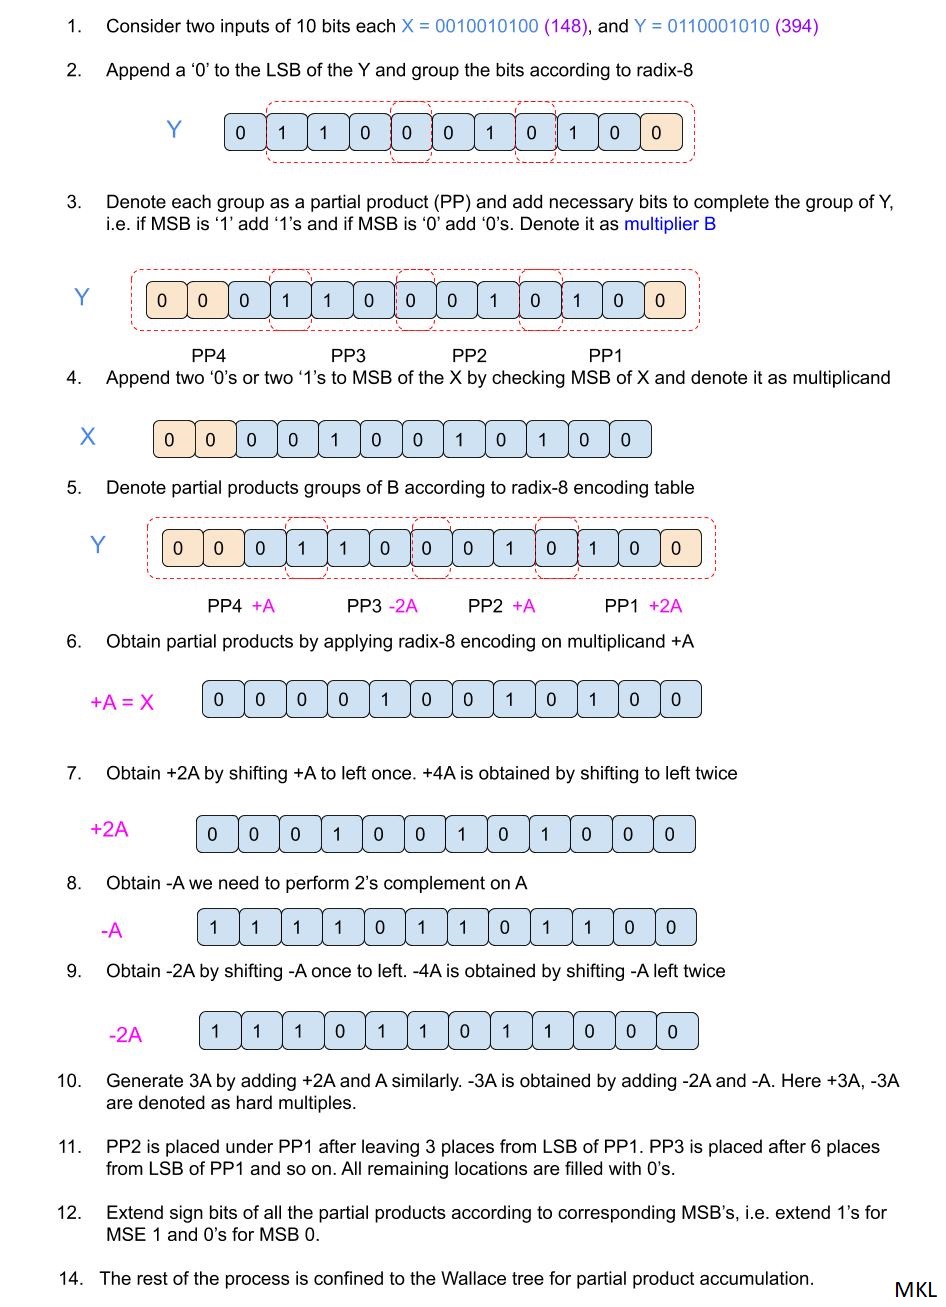 1. Consider two inputs of 10 bits each X = 0010010100 (148), and Y = 0110001010 (394)
2. Append a ‘0’ to the LSB of the Y and group the bits according to radix-8
Y 0 1 1 0 0 0 1 0 1 0 0
3. Denote each group as a partial product (PP) and add necessary bits to complete the group of Y,
i.e. if MSB is ‘1’ add ‘1’s and if MSB is ‘0’ add ‘0’s. Denote it as multiplier B
Y 0 0 0 1 1 0 0 0 1 0 1 0 0
PP4 PP3 PP2 PP1
4. Append two ‘0’s or two ‘1’s to MSB of the X by checking MSB of X and denote it as multiplicand
X 0 0 0 0 1 0 0 1 0 1 0 0
5. Denote partial products groups of B according to radix-8 encoding table
Y 0 0 0 1 1 0 0 0 1 0 1 0 0
PP4 +A PP3 -2A PP2 +A PP1 +2A
6. Obtain partial products by applying radix-8 encoding on multiplicand +A
+A = X 0 0 0 0 1 0 0 1 0 1 0 0
7. Obtain +2A by shifting +A to left once. +4A is obtained by shifting to left twice
+2A 0 0 0 1 0 0 1 0 1 0 0 0
8. Obtain -A we need to perform 2’s complement on A
-A 1 1 1 1 0 1 1 0 1 1 0 0
9. Obtain -2A by shifting -A once to left. -4A is obtained by shifting -A left twice
-2A 1 1 1 0 1 1 0 1 1 0 0 0
10. Generate 3A by adding +2A and A similarly. -3A is obtained by adding -2A and -A. Here +3A, -3A
are denoted as hard multiples.
11. PP2 is placed under PP1 after leaving 3 places from LSB of PP1. PP3 is placed after 6 places
from LSB of PP1 and so on. All remaining locations are filled with 0’s.
12. Extend sign bits of all the partial products according to corresponding MSB’s, i.e. extend 1’s for
MSE 1 and 0’s for MSB 0.
14. The rest of the process is confined to the Wallace tree for partial product accumulation.
MKL